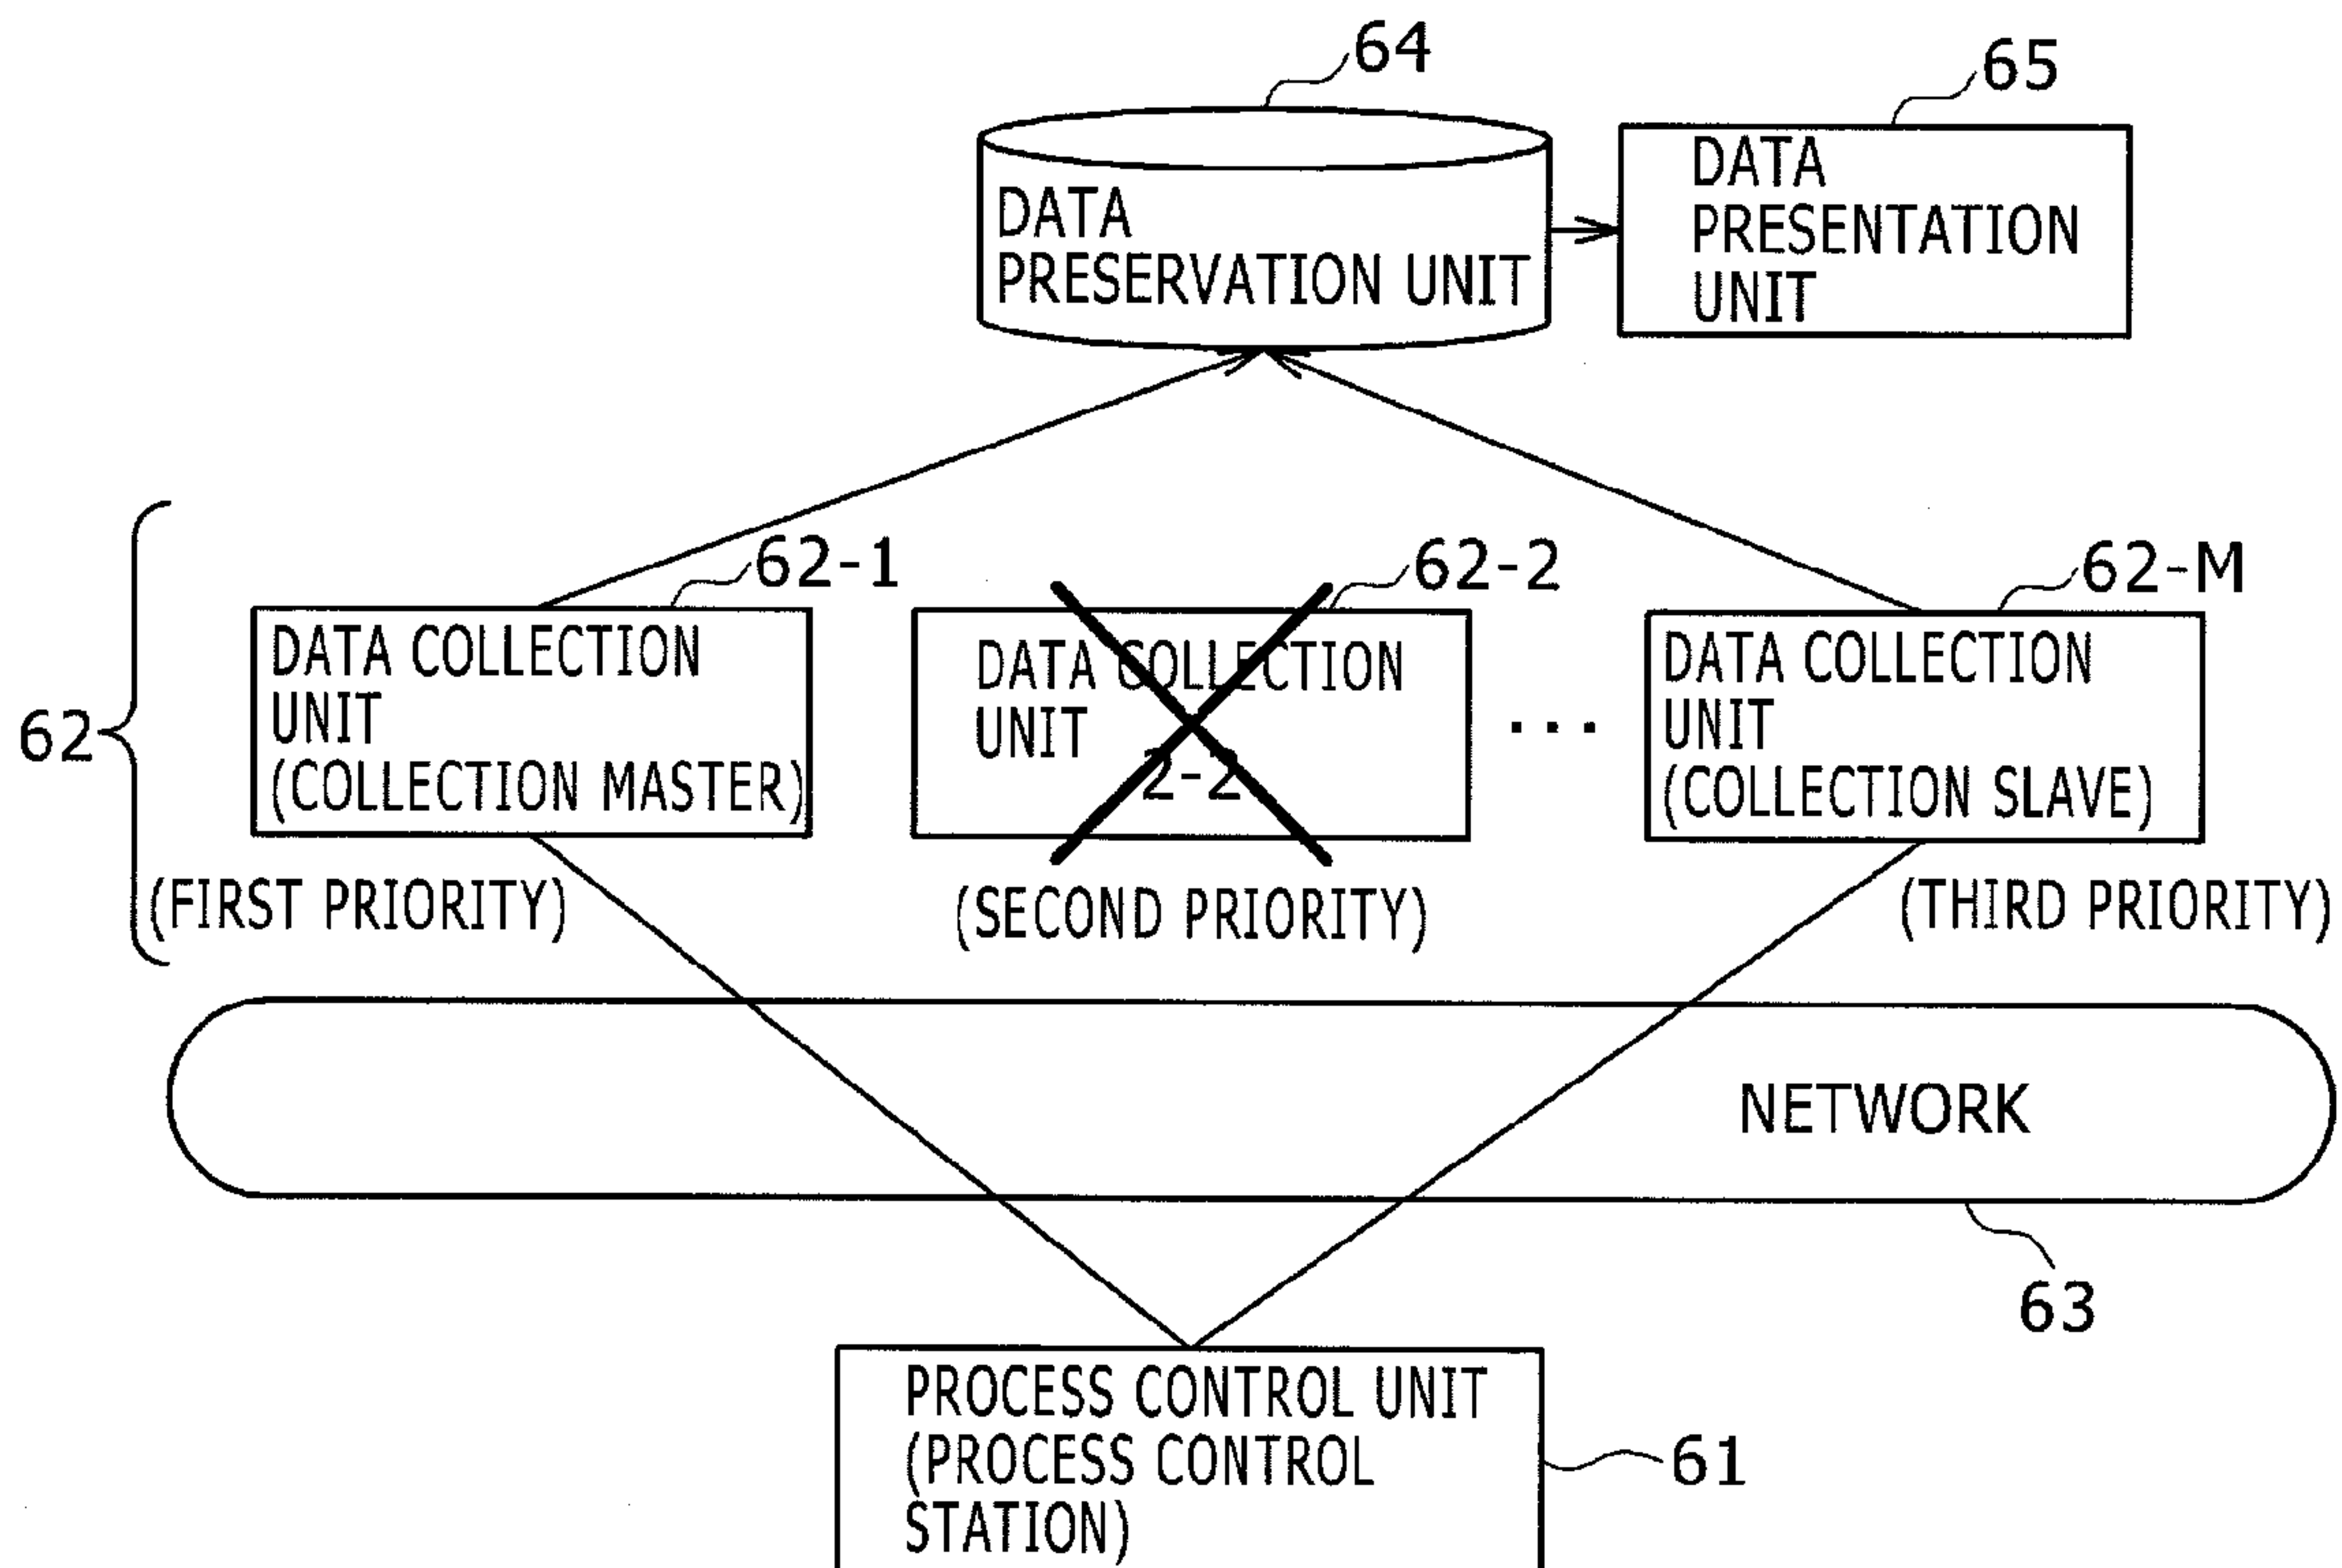 64
65
DATA
PRESERVATION UNIT
DATA
PRESENTATION
UNIT
62
62-1
DATA COLLECTION
UNIT
(COLLECTION MASTER)
(FIRST PRIORITY)
62-2
DATA COLLECTION
UNIT
2-2
(SECOND PRIORITY)
...
62-M
DATA COLLECTION
UNIT
(COLLECTION SLAVE)
(THIRD PRIORITY)
NETWORK
63
PROCESS CONTROL UNIT
(PROCESS CONTROL
STATION)
61